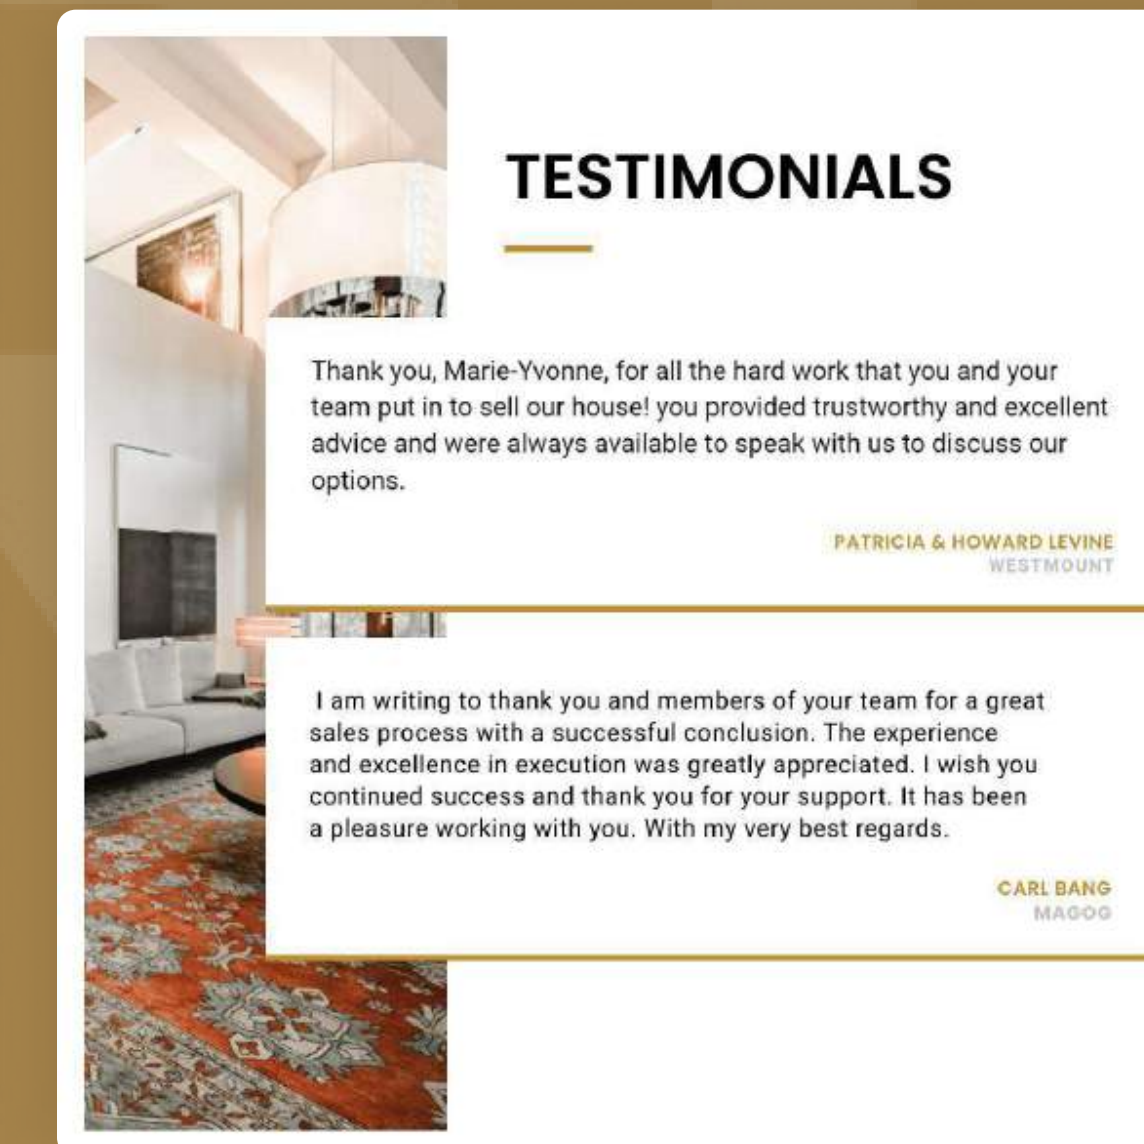 TESTIMONIALS
Thank you, Marie-Yvonne, for all the hard work that you and your
team put in to sell our house! you provided trustworthy and excellent
advice and were always available to speak with us to discuss our
options.
PATRICIA & HOWARD LEVINE
WESTMOUNT
I am writing to thank you and members of your team for a great
sales process with a successful conclusion. The experience
and excellence in execution was greatly appreciated. I wish you
continued success and thank you for your support. It has been
a pleasure working with you. With my very best regards.
CARL BANG
MAGOG